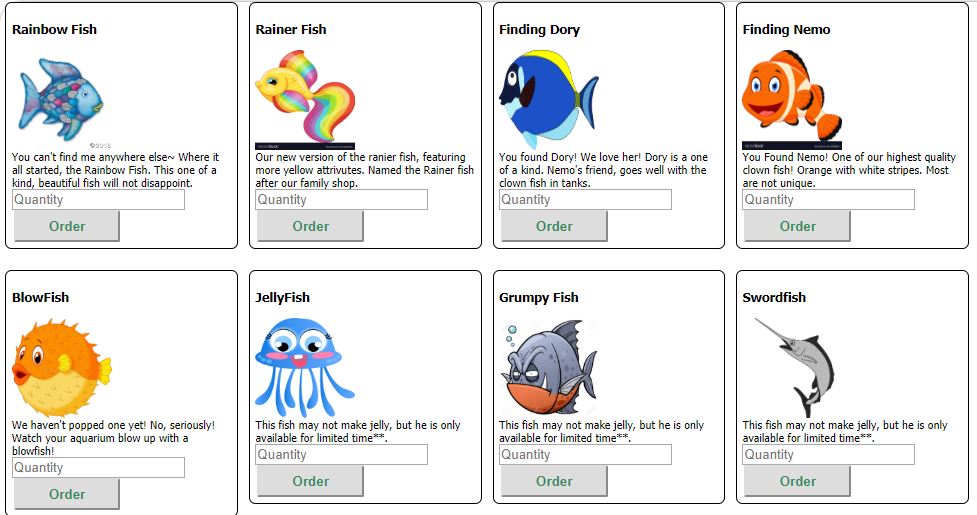 Rainbow Fish
©2018
You can't find me anywhere else~ Where it
all started, the Rainbow Fish. This one of a
kind, beautiful fish will not disappoint.
Quantity
Order
Rainer Fish
Our new version of the ranier fish, featuring
more yellow attrivutes. Named the Rainer fish
after our family shop.
Quantity
Order
Finding Dory
You found Dory! We love her! Dory is a one
of a kind. Nemo's friend, goes well with the
clown fish in tanks.
Quantity
Order
Finding Nemo
You Found Nemo! One of our highest quality
clown fish! Orange with white stripes. Most
are not unique.
Quantity
Order
BlowFish
We haven't popped one yet! No, seriously!
Watch your aquarium blow up with a
blowfish!
Quantity
Order
JellyFish
This fish may not make jelly, but he is only
available for limited time**.
Quantity
Order
Grumpy Fish
This fish may not make jelly, but he is only
available for limited time**.
Quantity
Order
Swordfish
This fish may not make jelly, but he is only
available for limited time**.
Quantity
Order